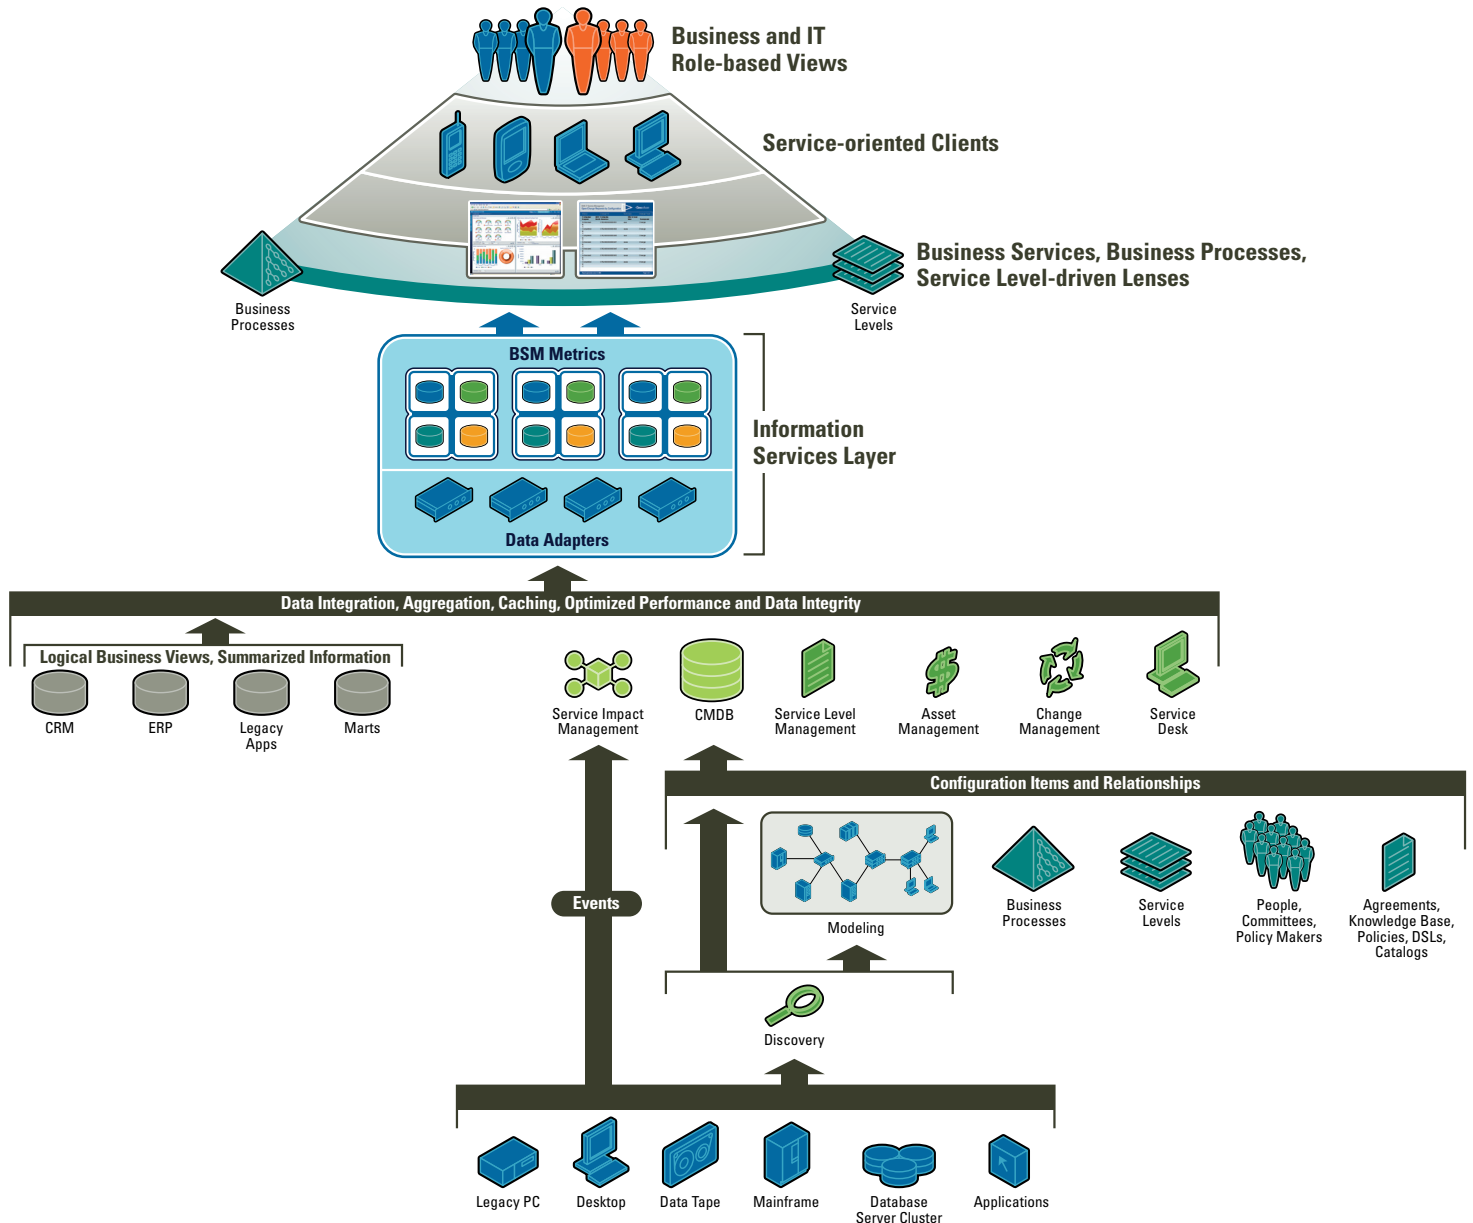 Business and IT
Role-based Views
Service-oriented Clients
Business Services, Business Processes,
Service Level-driven Lenses
Business
Processes
Service
Levels
BSM Metrics
Information
Services Layer
Data Adapters
Data Integration, Aggregation, Caching, Optimized Performance and Data Integrity
Logical Business Views, Summarized Information
CRM
ERP
Legacy
Apps
Marts
Service Impact
Management
CMDB
Service Level
Management
Asset
Management
Change
Management
Service
Desk
Configuration Items and Relationships
Events
Modeling
Business
Processes
Service
Levels
People,
Committees,
Policy Makers
Agreements,
Knowledge Base,
Policies, DSLs,
Catalogs
Discovery
Legacy PC
Desktop
Data Tape
Mainframe
Database
Server Cluster
Applications